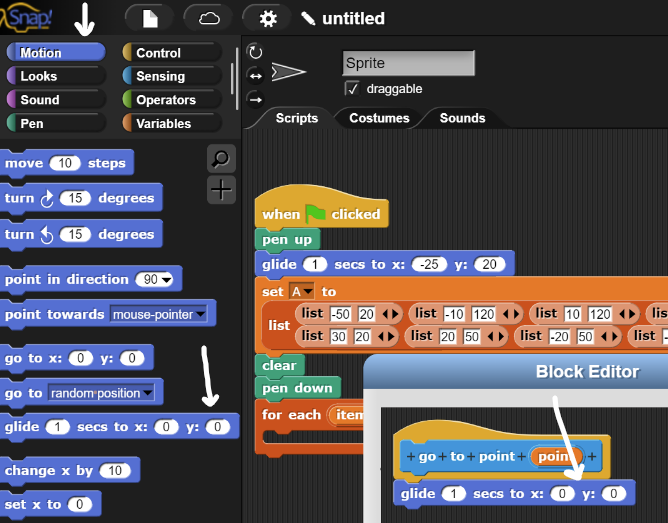 Snap!
untitled
Motion Control
Looks Sensing
Sound Operators
Pen Variables
Sprite
draggable
Scripts Costumes Sounds
move 10 steps
turn 15 degrees
turn 15 degrees
point in direction 90
point towards mouse-pointer
go to x: 0 y: 0
go to random position
glide 1 secs to x: 0 y: 0
change x by 10
set x to 0
when clicked
pen up
glide 1 secs to x: -25 y: 20
set A to
list list -50 20 list -10 120 list 10 120 lis
list 30 20 list 20 50 list -20 50 list -
clear
pen down
for each item
Block Editor
+ go + to + point + point +
glide 1 secs to x: 0 y: 0